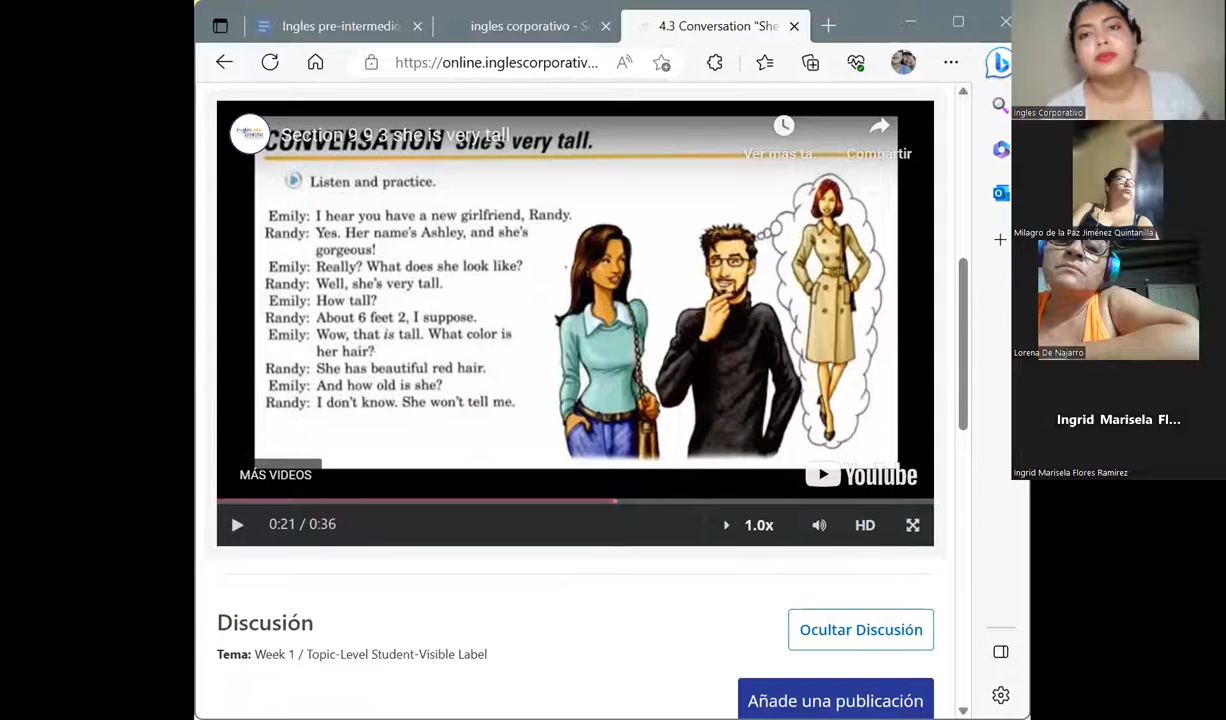 Ingles pre-intermedio
ingles corporativo - Sc
4.3 Conversation "She
https://online.inglescorporativ...
Section 9 9 3 she is very tall
CONVERSATION She's very tall.
Ver más ta...
Compartir
Listen and practice.
Emily: I hear you have a new girlfriend, Randy.
Randy: Yes. Her name's Ashley, and she's
gorgeous!
Emily: Really? What does she look like?
Randy: Well, she's very tall.
Emily: How tall?
Randy: About 6 feet 2, I suppose.
Emily: Wow, that is tall. What color is
her hair?
Randy: She has beautiful red hair.
Emily: And how old is she?
Randy: I don't know. She won't tell me.
MÁS VIDEOS
YouTube
0:21 / 0:36
1.0x
HD
Discusión
Ocultar Discusión
Tema: Week 1 / Topic-Level Student-Visible Label
Añade una publicación
Ingles Corporativo
Milagro de la Paz Jiménez Quintanilla
Lorena De Najarro
Ingrid Marisela Fl...
Ingrid Marisela Flores Ramirez